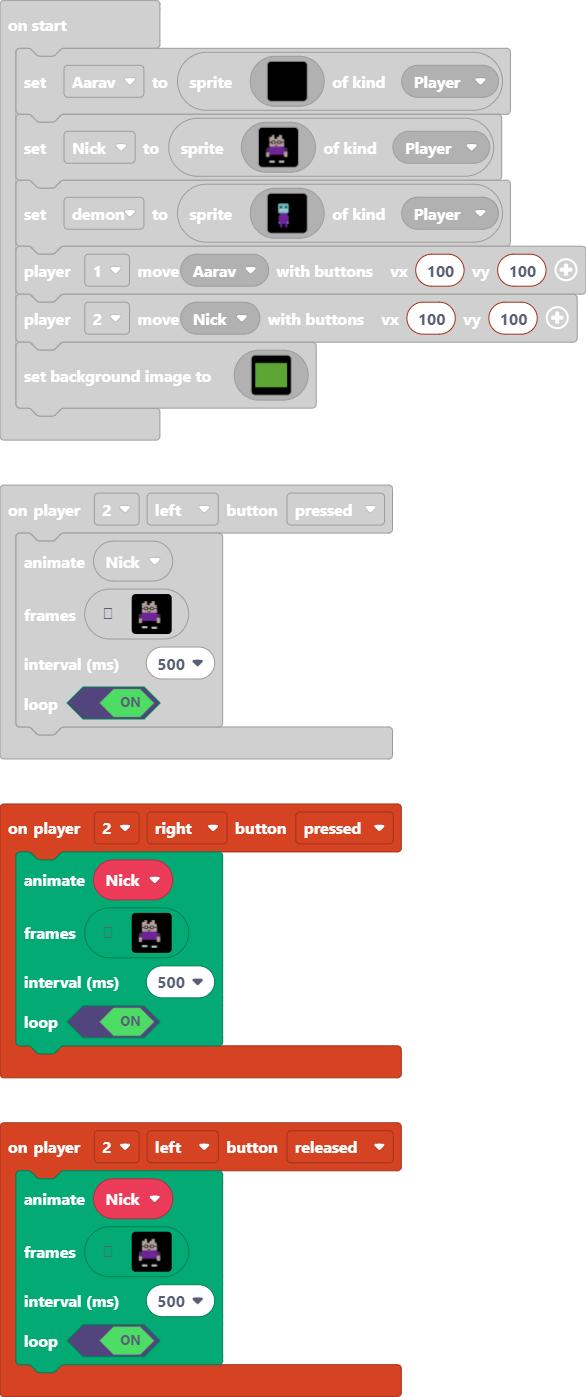 on start
set Aarav to sprite of kind Player
set Nick to sprite of kind Player
set demon to sprite of kind Player
player 1 move Aarav with buttons vx 100 vy 100
player 2 move Nick with buttons vx 100 vy 100
set background image to
on player 2 left button pressed
animate Nick
frames
interval (ms) 500
loop ON
on player 2 right button pressed
animate Nick
frames
interval (ms) 500
loop ON
on player 2 left button released
animate Nick
frames
interval (ms) 500
loop ON